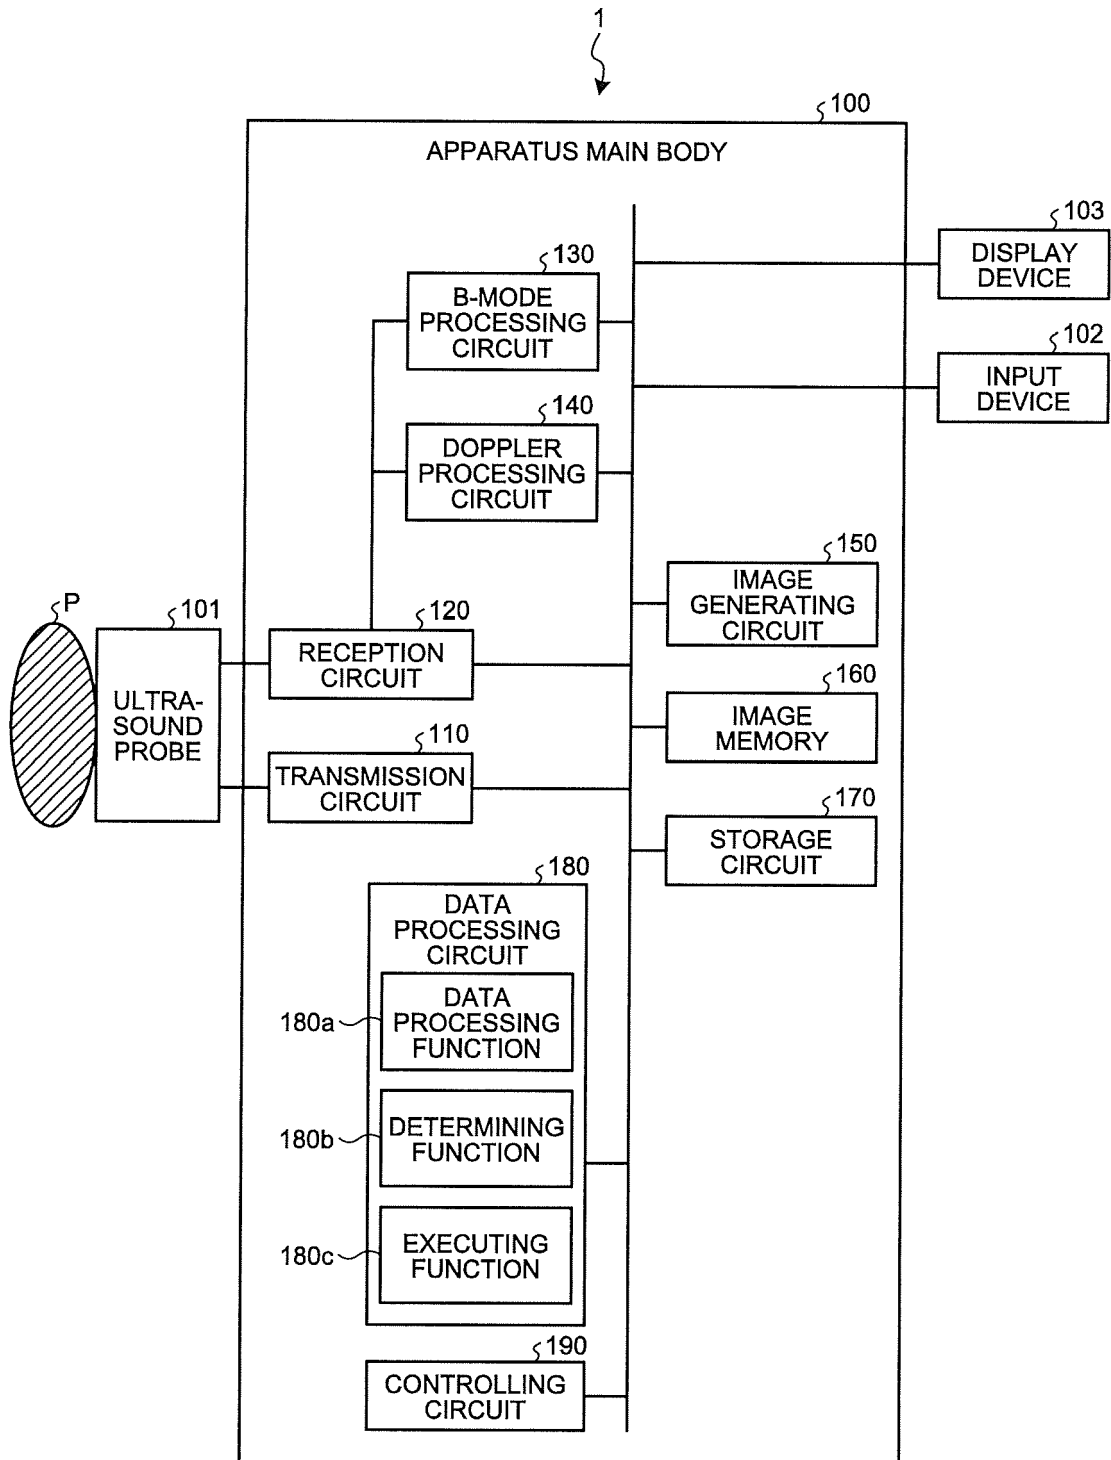 1
100
APPARATUS MAIN BODY
103
DISPLAY
DEVICE
130
B-MODE
PROCESSING
CIRCUIT
102
INPUT
DEVICE
140
DOPPLER
PROCESSING
CIRCUIT
150
IMAGE
GENERATING
CIRCUIT
P
101
ULTRA-
SOUND
PROBE
120
RECEPTION
CIRCUIT
160
IMAGE
MEMORY
110
TRANSMISSION
CIRCUIT
170
STORAGE
CIRCUIT
180
DATA
PROCESSING
CIRCUIT
180a
DATA
PROCESSING
FUNCTION
180b
DETERMINING
FUNCTION
180c
EXECUTING
FUNCTION
190
CONTROLLING
CIRCUIT